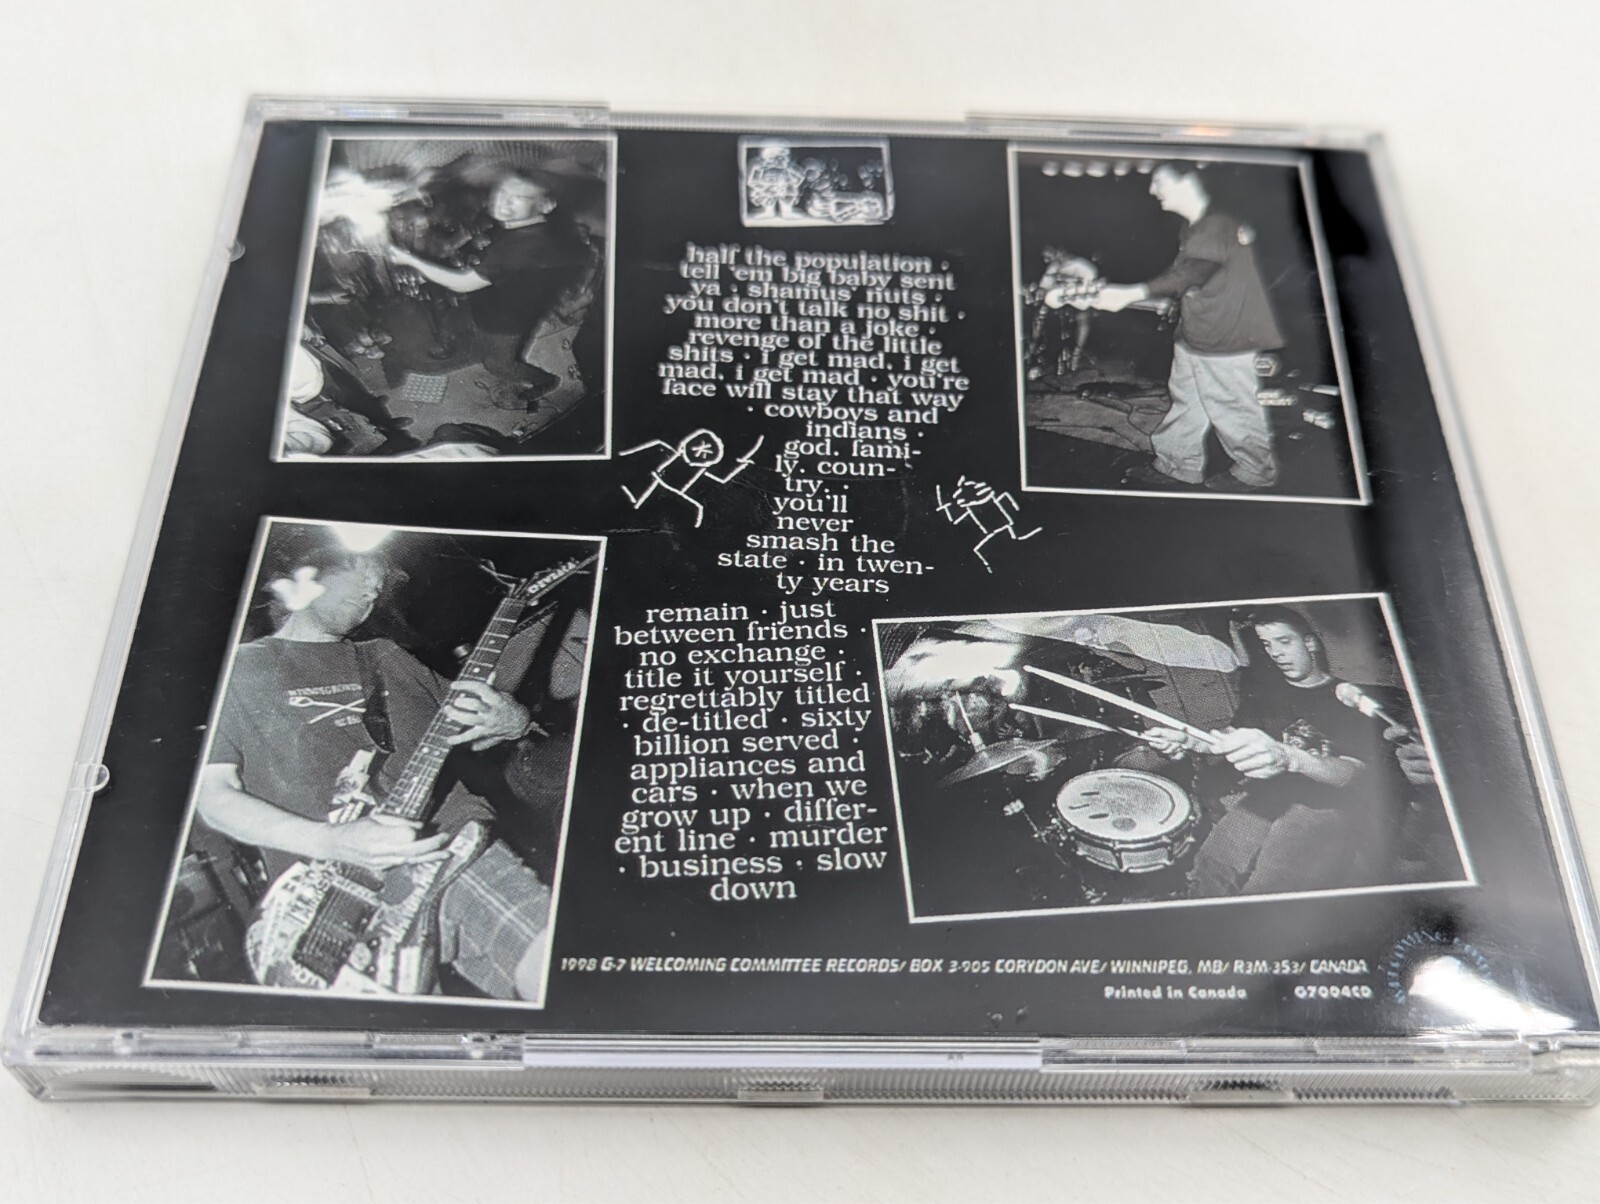 half the population ·
tell 'em big baby sent
ya · shamus' nuts ·
you don't talk no shit ·
more than a joke ·
revenge of the little
shits · i get mad, i get
mad, i get mad · you're
face will stay that way
· cowboys and
indians ·
god. fami-
ly. coun-
try. ·
you'll
never
smash the
state · in twen-
ty years
remain · just
between friends ·
no exchange ·
title it yourself ·
regrettably titled
· de-titled · sixty
billion served ·
appliances and
cars · when we
grow up · differ-
ent line · murder
· business · slow
down
1998 G-7 WELCOMING COMMITTEE RECORDS/ BOX 3-905 CORYDON AVE/ WINNIPEG, MB/ R3M-3S3/ CANADA
Printed in Canada G7004CD